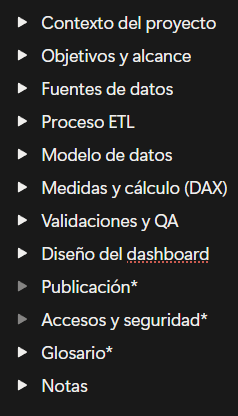 Contexto del proyecto
Objetivos y alcance
Fuentes de datos
Proceso ETL
Modelo de datos
Medidas y cálculo (DAX)
Validaciones y QA
Diseño del dashboard
Publicación*
Accesos y seguridad*
Glosario*
Notas